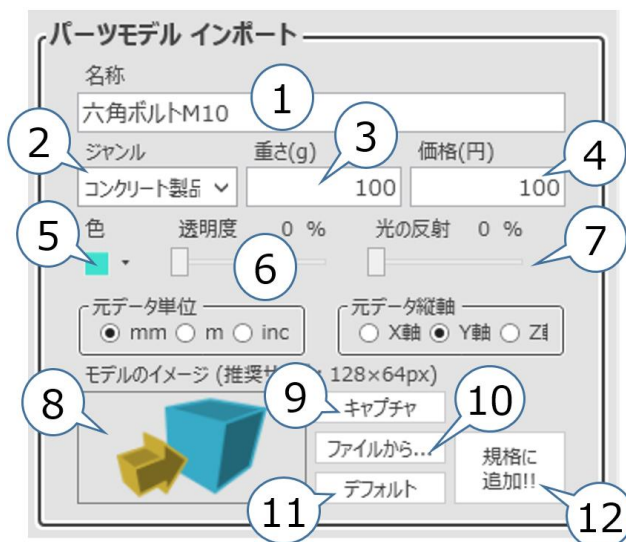 パーツモデル インポート
名称
六角ボルトM10
1
2
3
4
ジャンル 重さ(g) 価格(円)
コンクリート製品 100 100
5
色 透明度 0 % 光の反射 0 %
6
7
元データ単位 元データ縦軸
mm m inc X軸 Y軸 Z軸
モデルのイメージ (推奨サ : 128×64px)
8
9
キャプチャ
10
ファイルから...
規格に
追加!!
デフォルト
11
12